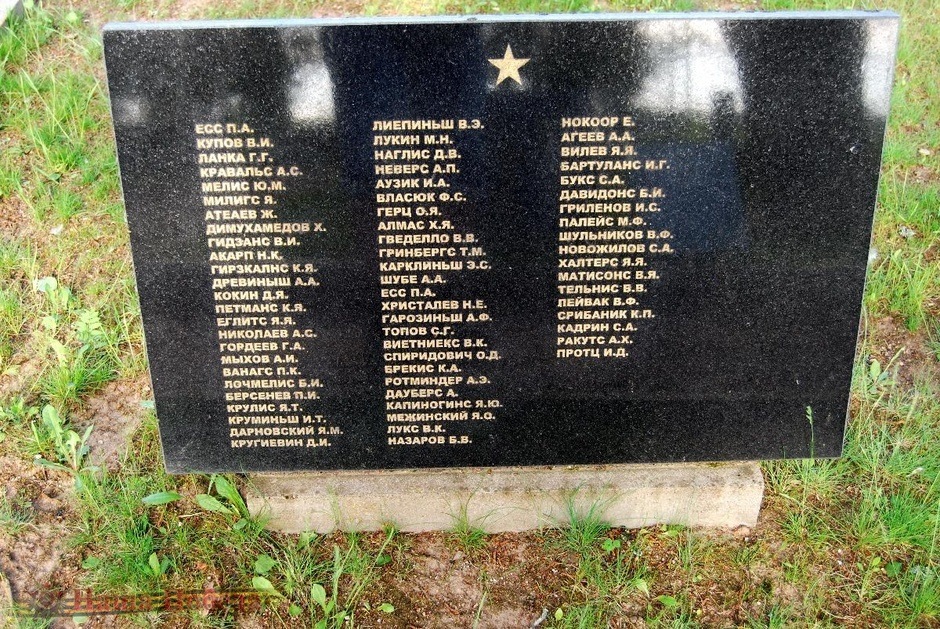 ЕСС П.А.
КУПОВ В.И.
ЛАНКА Г.Г.
КРАВАЛЬС А.С.
МЕЛИС Ю.М.
МИЛИГС Я.
АТЕАЕВ Ж.
ДИМУХАМЕДОВ Х.
ГИДЗАНС В.И.
АКАРП Н.К.
ГИРЗКАЛНС К.Я.
ДРЕВИНЫШ А.А.
КОКИН Д.Я.
ПЕТМАНС К.Я.
ЕГЛИТС Я.Я.
НИКОЛАЕВ А.С.
ГОРДЕЕВ Г.А.
МЫХОВ А.И.
ВАНАГС П.К.
ЛОЧМЕЛИС Б.И.
БЕРСЕНЕВ П.И.
КРУЛИС Я.Т.
КРУМИНЬШ И.Т.
ДАРНОВСКИЙ Я.М.
КРУГИЕВИН Д.И.
ЛИЕПИНЬШ В.Э.
ЛУКИН М.Н.
НАГЛИС Д.В.
НЕВЕРС А.П.
АУЗИК И.А.
ВЛАСЮК Ф.С.
ГЕРЦ О.Я.
АЛМАС Х.Я.
ГВЕДЕЛЛО В.В.
ГРИНБЕРГС Т.М.
КАРКЛИНЬШ Э.С.
ШУБЕ А.А.
ЕСС П.А.
ХРИСТАЛЕВ Н.Е.
ГАРОЗИНЬШ А.Ф.
ТОПОВ С.Г.
ВИЕТНИЕКС В.К.
СПИРИДОВИЧ О.Д.
БРЕКИС К.А.
РОТМИНДЕР А.Э.
ДАУБЕРС А.
КАПИНОГИНС Я.Ю.
МЕЖИНСКИЙ Я.О.
ЛУКС В.К.
НАЗАРОВ Б.В.
НОКООР Е.
АГЕЕВ А.А.
ВИЛЕВ Я.Я.
БАРТУЛАНС И.Г.
БУКС С.А.
ДАВИДОНС Б.И.
ГРИЛЕНОВ И.С.
ПАЛЕЙС М.Ф.
ШУЛЬНИКОВ В.Ф.
НОВОЖИЛОВ С.А.
ХАЛТЕРС Я.Я.
МАТИСОНС В.Я.
ТЕЛЬНИС В.В.
ЛЕЙВАК В.Ф.
СРИБАНИК К.П.
КАДРИН С.А.
РАКУТС А.Х.
ПРОТЦ И.Д.